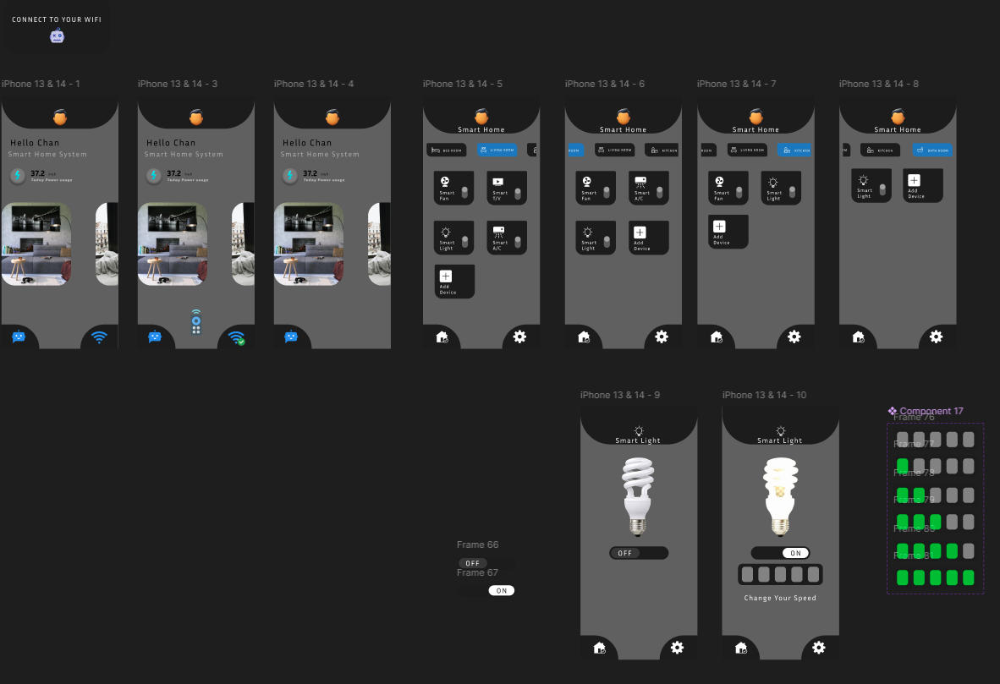 CONNECT TO YOUR WIFI
iPhone 13 & 14 - 1
Hello Chan
Smart Home System
37.2
Today Power usage
iPhone 13 & 14 - 3
Hello Chan
Smart Home System
37.2
Today Power usage
iPhone 13 & 14 - 4
Hello Chan
Smart Home System
37.2
Today Power usage
iPhone 13 & 14 - 5
Smart Home
BED ROOM
LIVING ROOM
Smart
Fan
Smart
T/V
Smart
Light
Smart
A/C
Add
Device
iPhone 13 & 14 - 6
Smart Home
ROOM
LIVING ROOM
KITCHEN
Smart
Fan
Smart
A/C
Smart
Light
Add
Device
iPhone 13 & 14 - 7
Smart Home
ROOM
LIVING ROOM
KITCHEN
Smart
Fan
Smart
Light
Add
Device
iPhone 13 & 14 - 8
Smart Home
KITCHEN
BATH ROOM
Smart
Light
Add
Device
iPhone 13 & 14 - 9
Smart Light
OFF
iPhone 13 & 14 - 10
Smart Light
ON
Change Your Speed
Frame 66
OFF
Frame 67
ON
Component 17
Frame 76
Frame 77
Frame 78
Frame 79
Frame 80
Frame 81